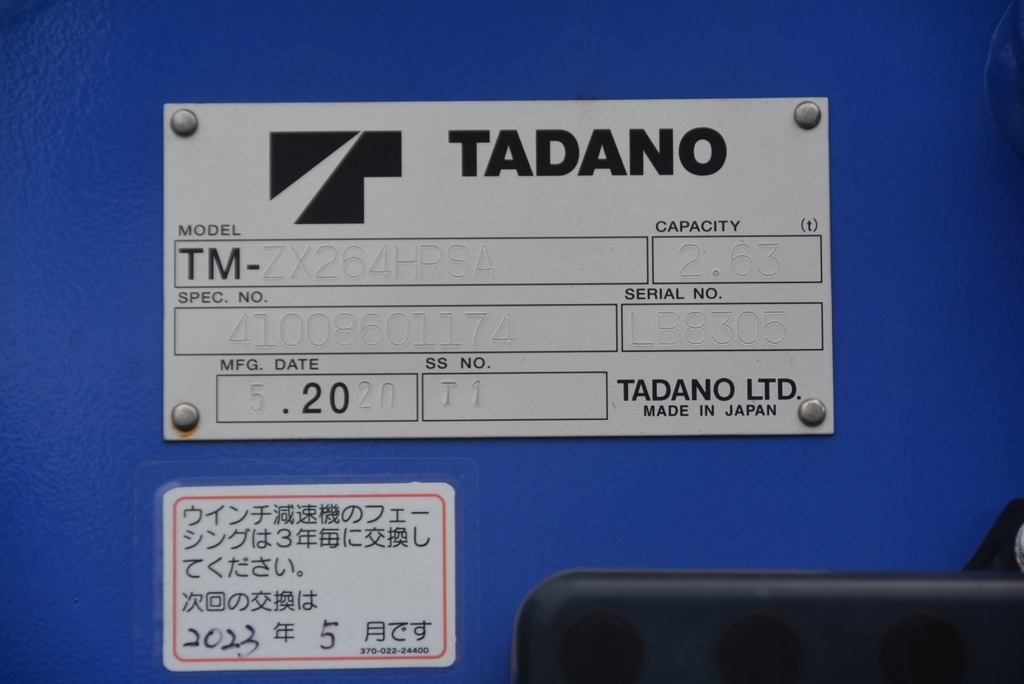 TADANO
MODEL
TM-ZX264HRSA
CAPACITY (t)
2.63
SPEC. NO.
41008601174
SERIAL NO.
LB8305
MFG. DATE
5.2020
SS NO.
T1
TADANO LTD.
MADE IN JAPAN
ウインチ減速機のフェー
シングは3年毎に交換し
てください。
次回の交換は
2023年 5月です
370-022-24400